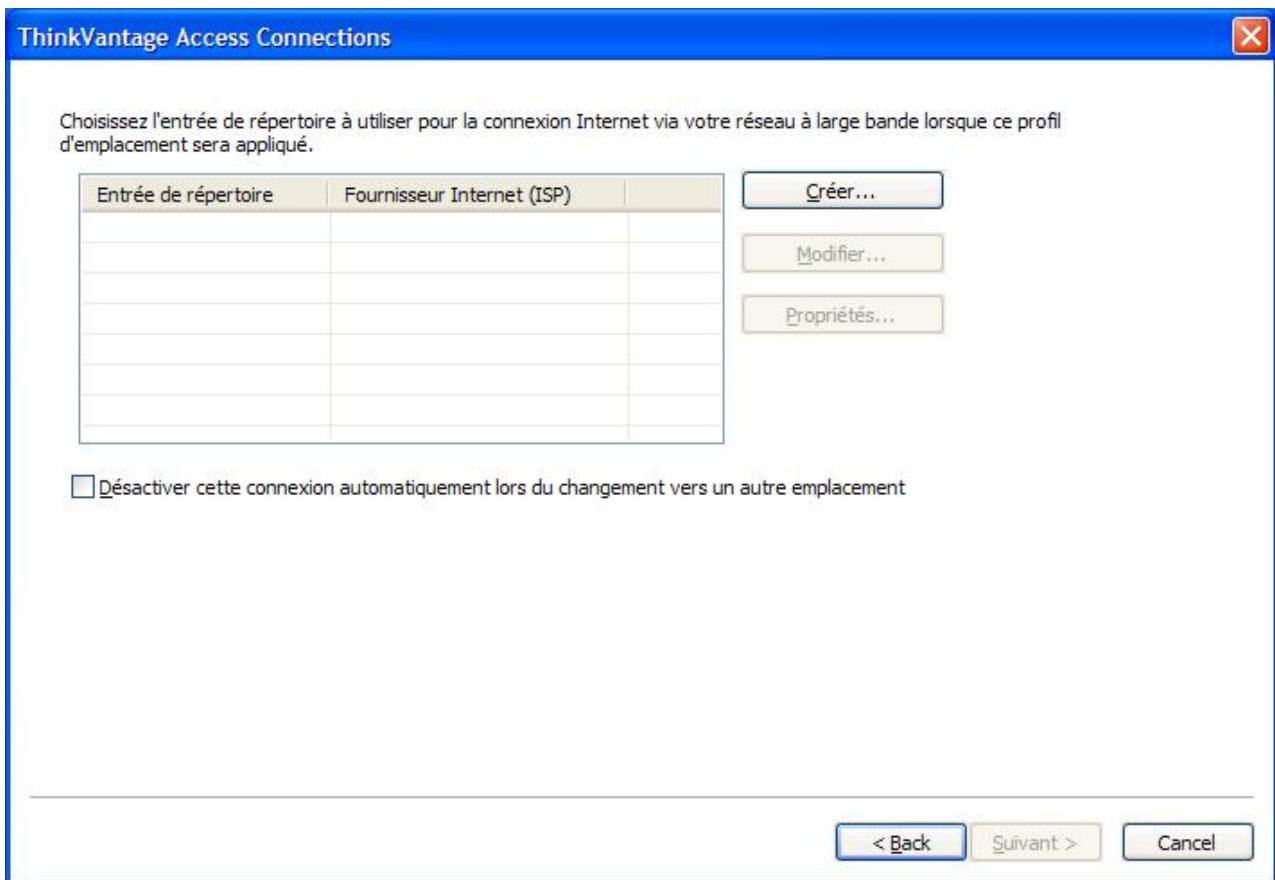 ThinkVantage Access Connections
Choisissez l'entrée de répertoire à utiliser pour la connexion Internet via votre réseau à large bande lorsque ce profil
d'emplacement sera appliqué.
Entrée de répertoire
Fournisseur Internet (ISP)
Créer...
Modifier...
Propriétés...
Désactiver cette connexion automatiquement lors du changement vers un autre emplacement
< Back
Suivant >
Cancel